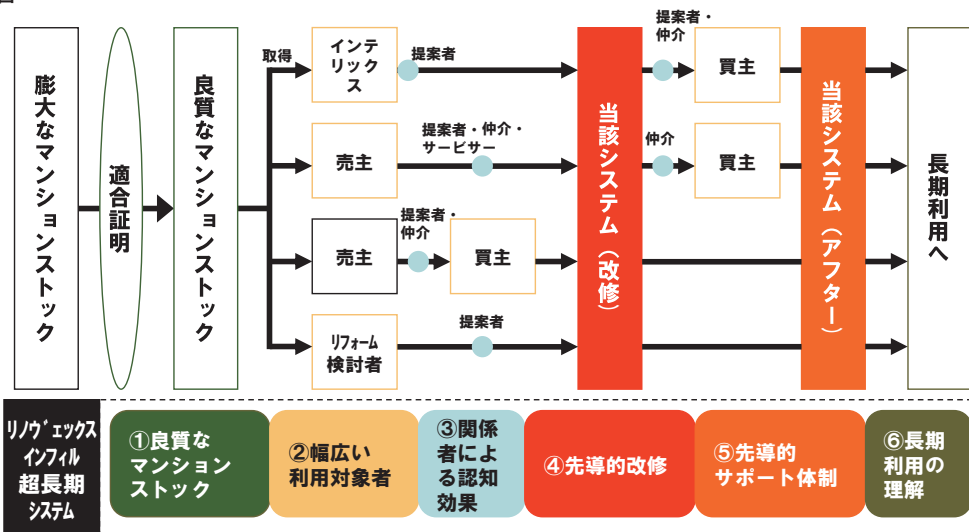 膨大なマンションストック
適合証明
良質なマンションストック
取得
インテ
リックス
提案者
提案者・
仲介
買主
売主
提案者・仲介・
サービサー
仲介
買主
売主
提案者・
仲介
買主
リフォーム
検討者
提案者
当該システム（改修）
当該システム（アフター）
長期利用へ
リノヴェックス
インフィル
超長期
システム
①良質な
マンション
ストック
②幅広い
利用対象者
③関係
者によ
る認知
効果
④先導的改修
⑤先導的
サポート体制
⑥長期
利用の
理解